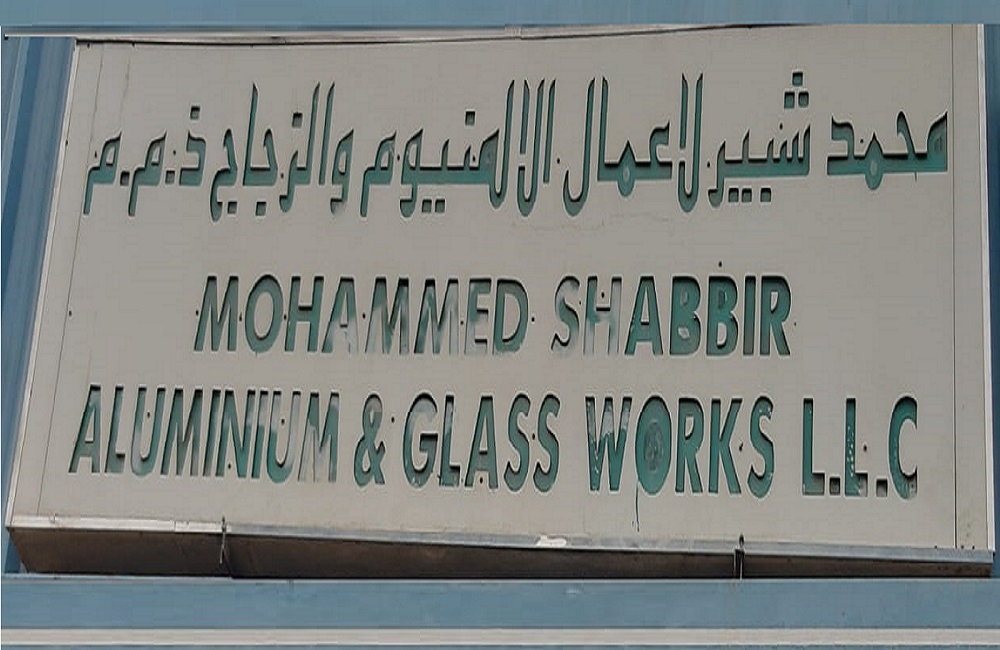 محمد شبير لاعمال الالمنيوم والزجاج ذ.م.م
MOHAMMED SHABBIR
ALUMINIUM & GLASS WORKS L.L.C